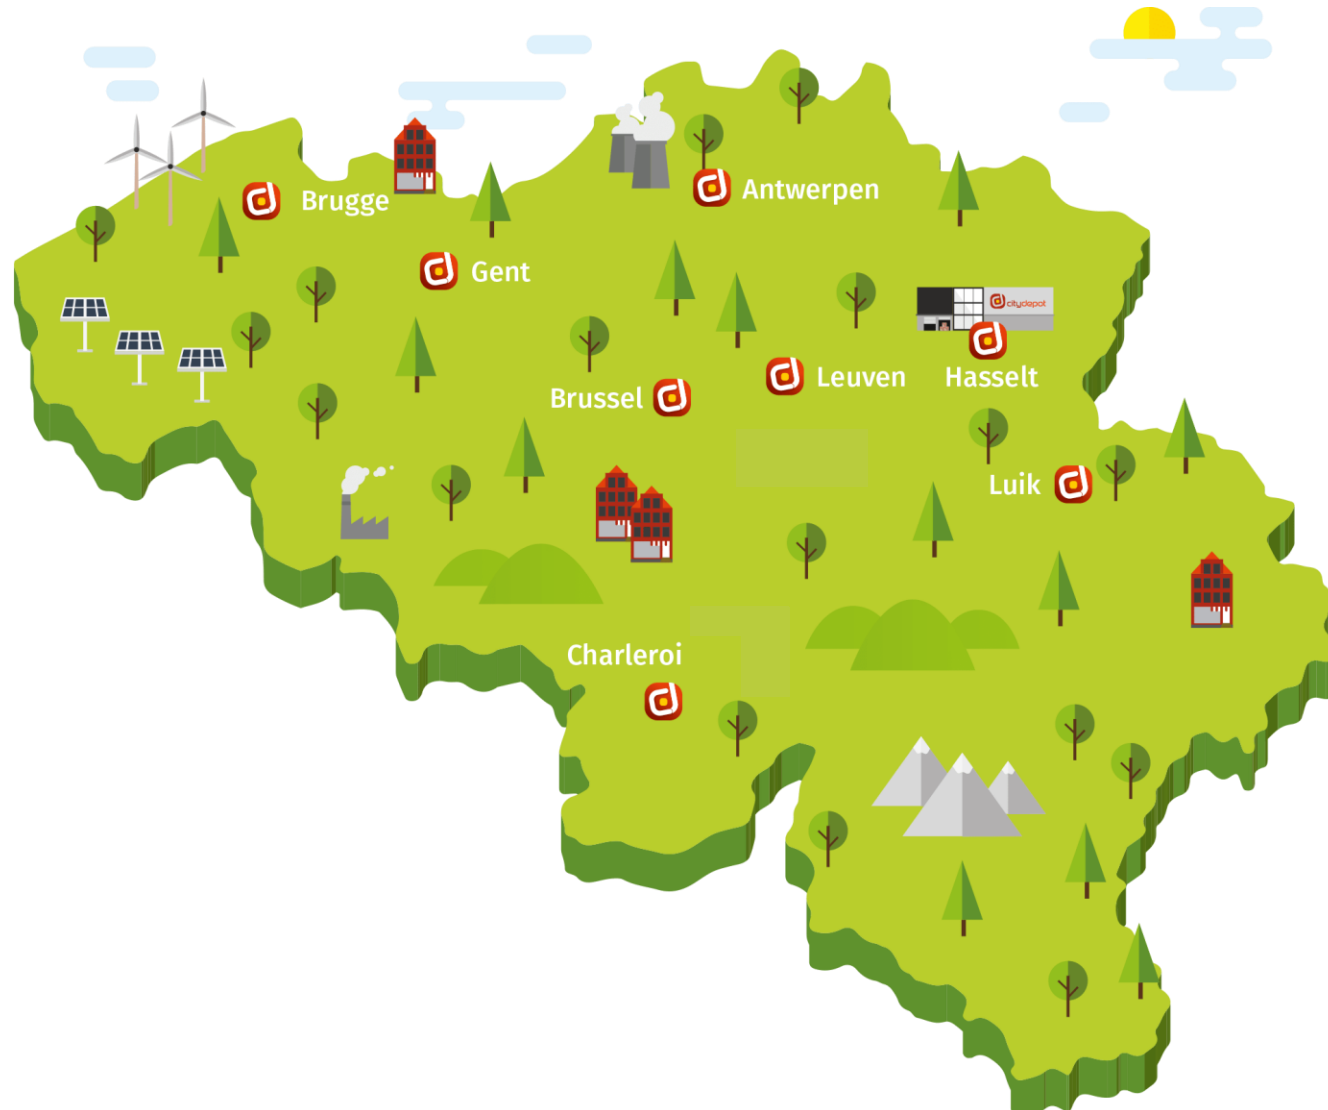 Brugge
Antwerpen
Gent
citydepot
Brussel
Leuven
Hasselt
Luik
Charleroi